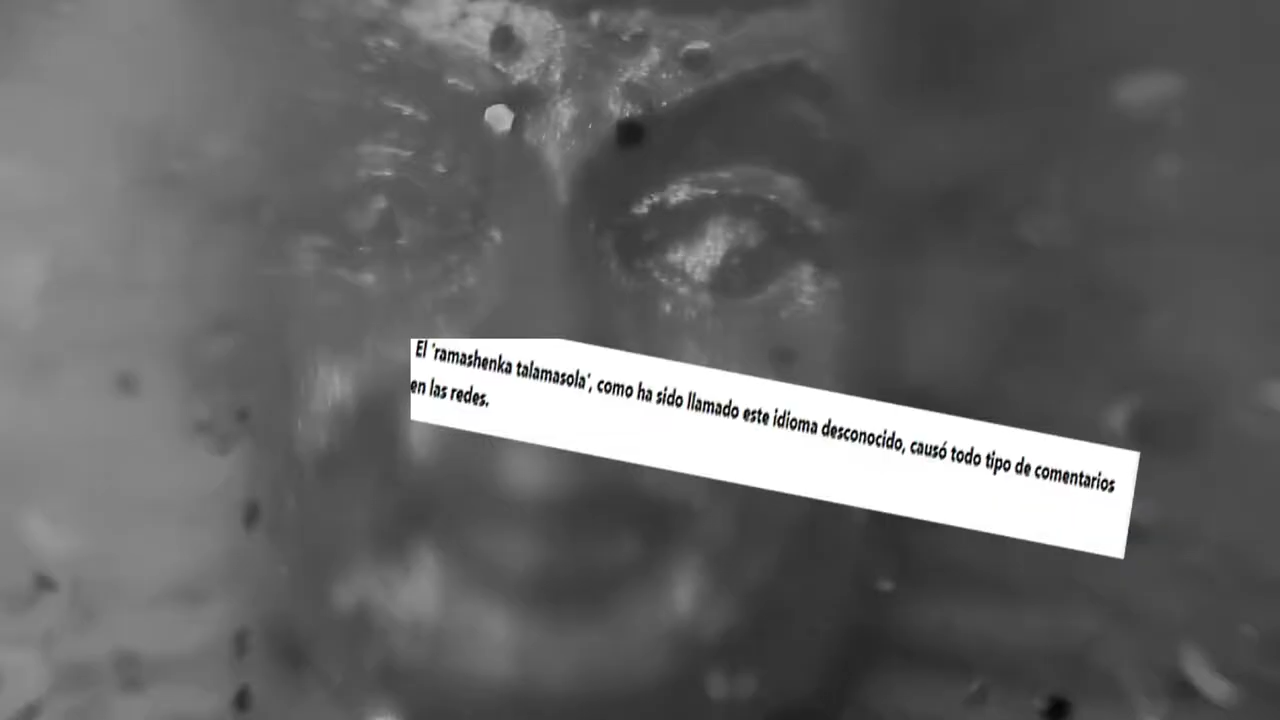 El 'ramashenka talamasola', como ha sido llamado este idioma desconocido, causó todo tipo de comentarios
en las redes.